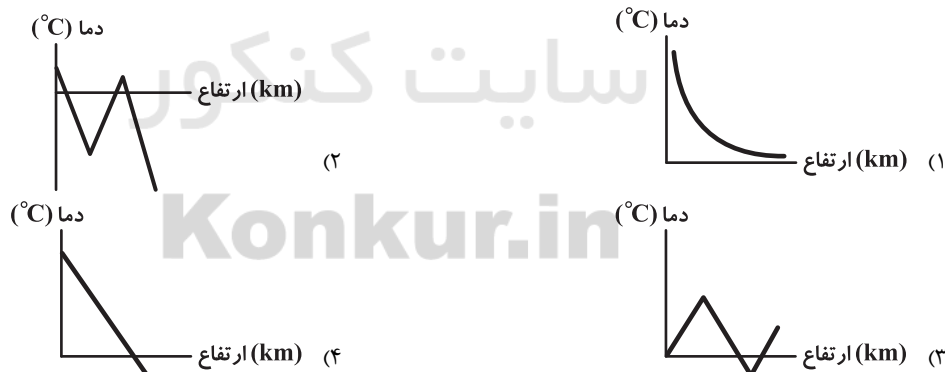 دما (°C)
ارتفاع (km)
۱)
دما (°C)
ارتفاع (km)
۲)
دما (°C)
ارتفاع (km)
۳)
دما (°C)
ارتفاع (km)
۴)
سایت کنکور
Konkur.in